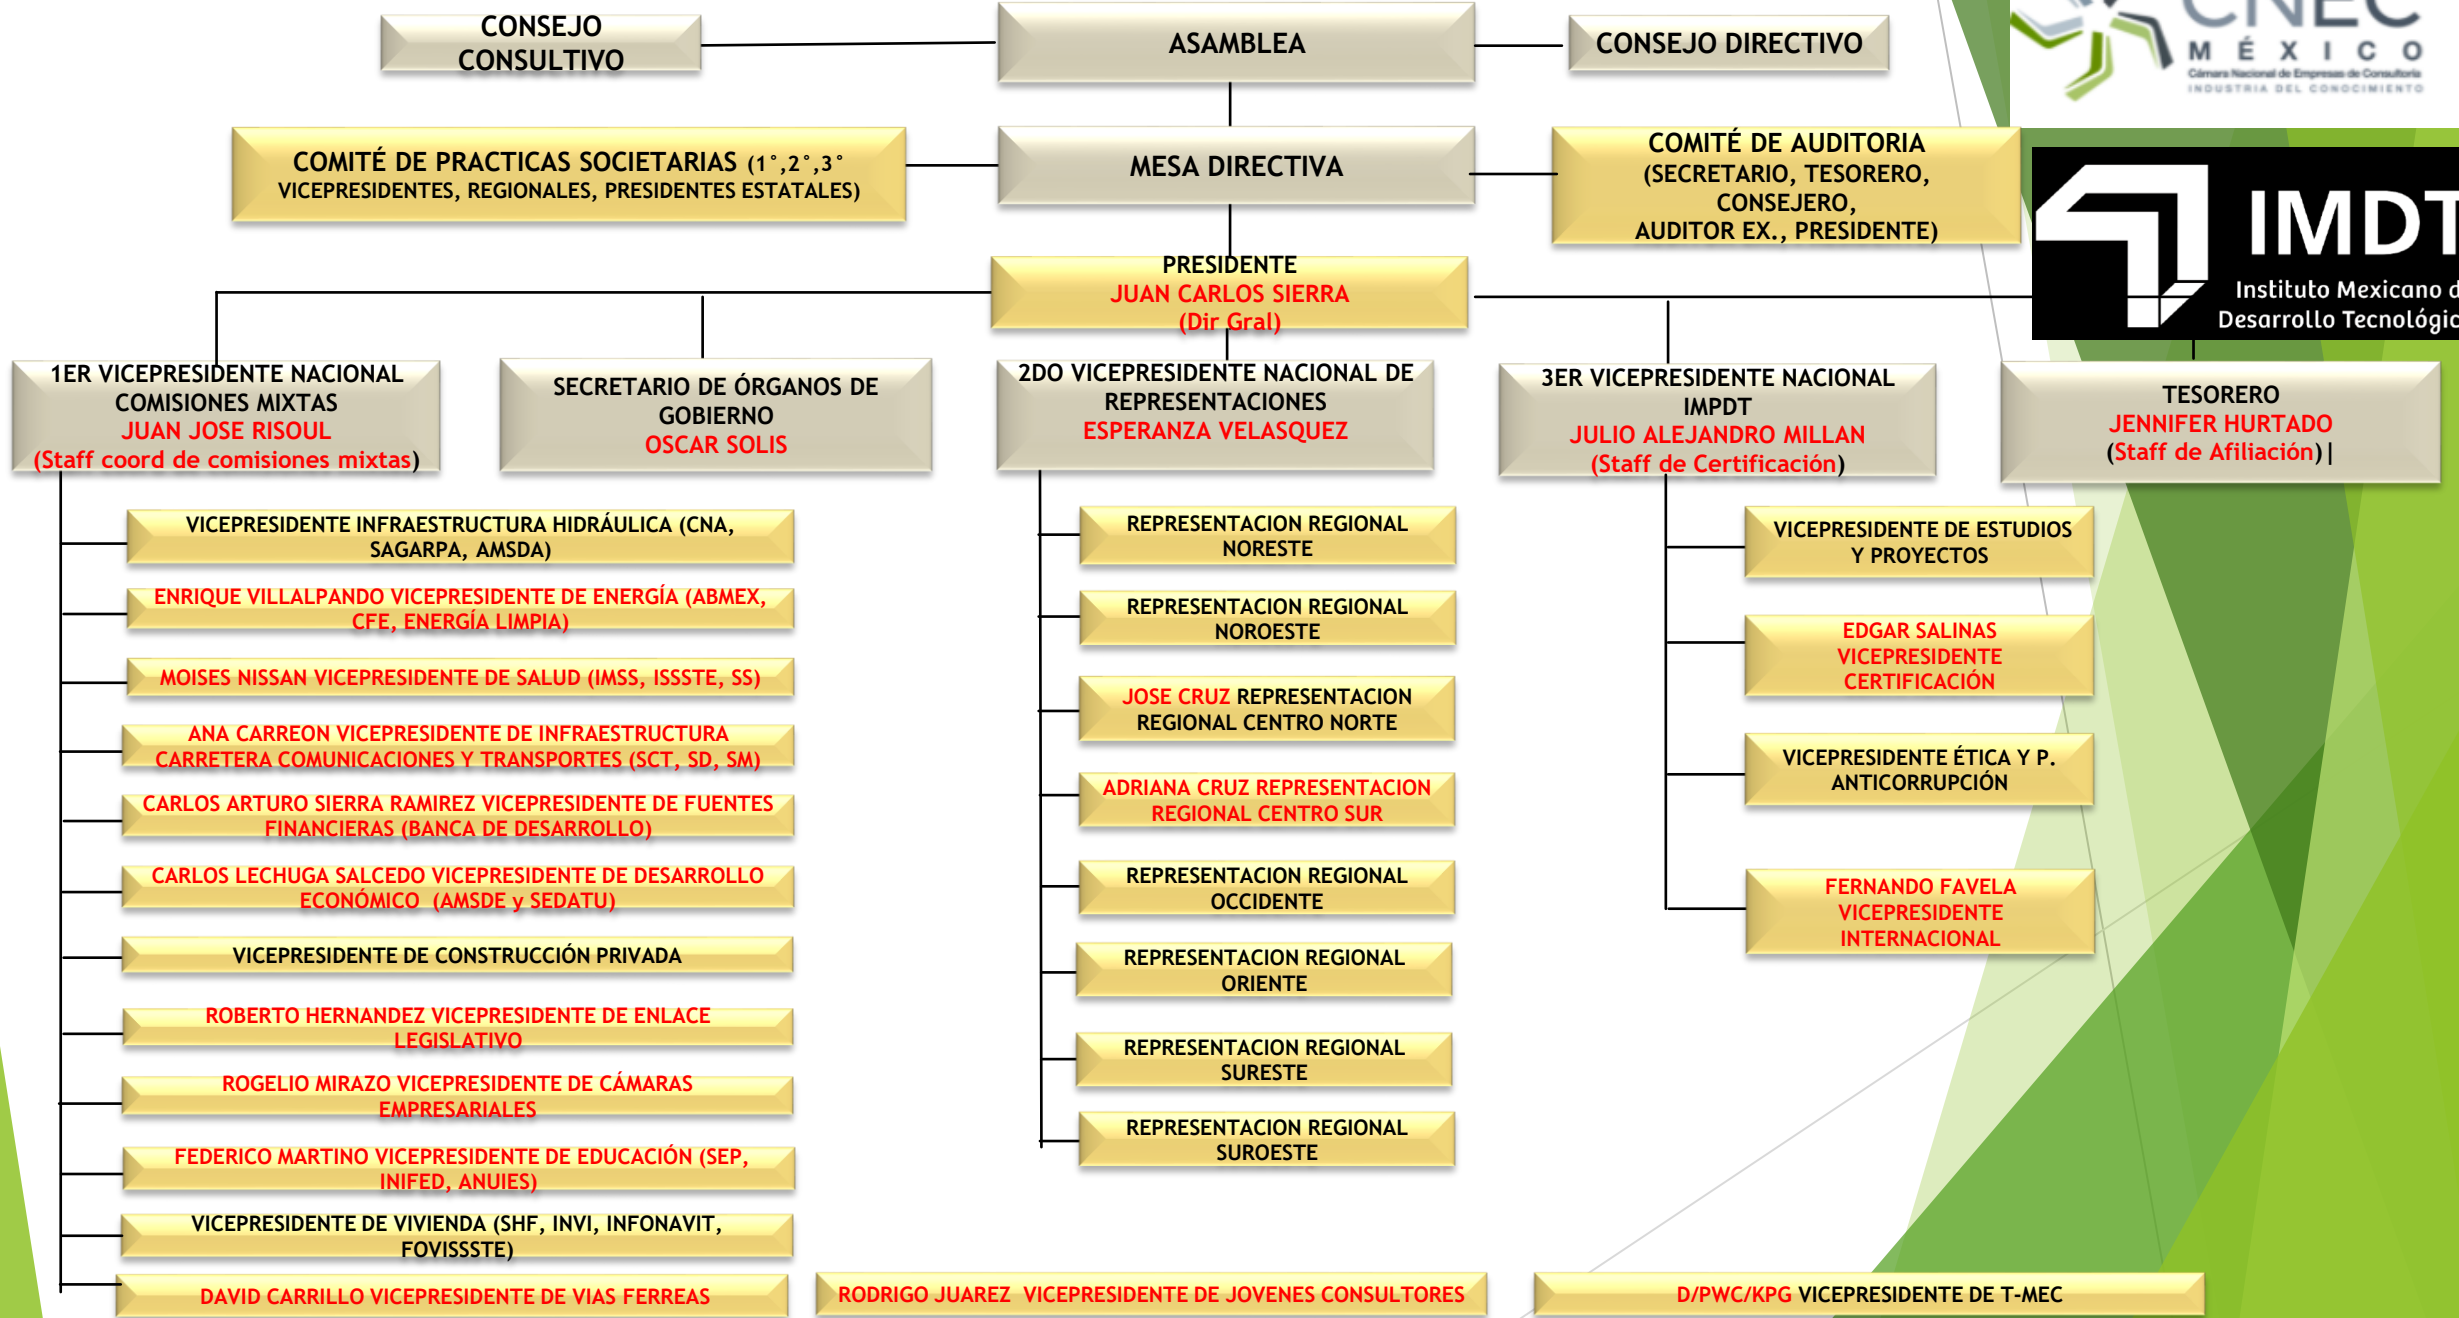 CONSEJO
CONSULTIVO
ASAMBLEA
CONSEJO DIRECTIVO
CNEC
MÉXICO
Cámara Nacional de Empresas de Consultoría
INDUSTRIA DEL CONOCIMIENTO
COMITÉ DE PRACTICAS SOCIETARIAS (1°,2°,3°
VICEPRESIDENTES, REGIONALES, PRESIDENTES ESTATALES)
MESA DIRECTIVA
COMITÉ DE AUDITORIA
(SECRETARIO, TESORERO,
CONSEJERO,
AUDITOR EX., PRESIDENTE)
IMDT
Instituto Mexicano d
Desarrollo Tecnológic
PRESIDENTE
JUAN CARLOS SIERRA
(Dir Gral)
1ER VICEPRESIDENTE NACIONAL
COMISIONES MIXTAS
JUAN JOSE RISOUL
(Staff coord de comisiones mixtas)
SECRETARIO DE ÓRGANOS DE
GOBIERNO
OSCAR SOLIS
2DO VICEPRESIDENTE NACIONAL DE
REPRESENTACIONES
ESPERANZA VELASQUEZ
3ER VICEPRESIDENTE NACIONAL
IMPDT
JULIO ALEJANDRO MILLAN
(Staff de Certificación)
TESORERO
JENNIFER HURTADO
(Staff de Afiliación)|
VICEPRESIDENTE INFRAESTRUCTURA HIDRÁULICA (CNA,
SAGARPA, AMSDA)
ENRIQUE VILLALPANDO VICEPRESIDENTE DE ENERGÍA (ABMEX,
CFE, ENERGÍA LIMPIA)
MOISES NISSAN VICEPRESIDENTE DE SALUD (IMSS, ISSSTE, SS)
ANA CARREON VICEPRESIDENTE DE INFRAESTRUCTURA
CARRETERA COMUNICACIONES Y TRANSPORTES (SCT, SD, SM)
CARLOS ARTURO SIERRA RAMIREZ VICEPRESIDENTE DE FUENTES
FINANCIERAS (BANCA DE DESARROLLO)
CARLOS LECHUGA SALCEDO VICEPRESIDENTE DE DESARROLLO
ECONÓMICO (AMSDE y SEDATU)
VICEPRESIDENTE DE CONSTRUCCIÓN PRIVADA
ROBERTO HERNANDEZ VICEPRESIDENTE DE ENLACE
LEGISLATIVO
ROGELIO MIRAZO VICEPRESIDENTE DE CÁMARAS
EMPRESARIALES
FEDERICO MARTINO VICEPRESIDENTE DE EDUCACIÓN (SEP,
INIFED, ANUIES)
VICEPRESIDENTE DE VIVIENDA (SHF, INVI, INFONAVIT,
FOVISSSTE)
DAVID CARRILLO VICEPRESIDENTE DE VIAS FERREAS
REPRESENTACION REGIONAL
NORESTE
REPRESENTACION REGIONAL
NOROESTE
JOSE CRUZ REPRESENTACION
REGIONAL CENTRO NORTE
ADRIANA CRUZ REPRESENTACION
REGIONAL CENTRO SUR
REPRESENTACION REGIONAL
OCCIDENTE
REPRESENTACION REGIONAL
ORIENTE
REPRESENTACION REGIONAL
SURESTE
REPRESENTACION REGIONAL
SUROESTE
VICEPRESIDENTE DE ESTUDIOS
Y PROYECTOS
EDGAR SALINAS
VICEPRESIDENTE
CERTIFICACIÓN
VICEPRESIDENTE ÉTICA Y P.
ANTICORRUPCIÓN
FERNANDO FAVELA
VICEPRESIDENTE
INTERNACIONAL
RODRIGO JUAREZ VICEPRESIDENTE DE JOVENES CONSULTORES
D/PWC/KPG VICEPRESIDENTE DE T-MEC